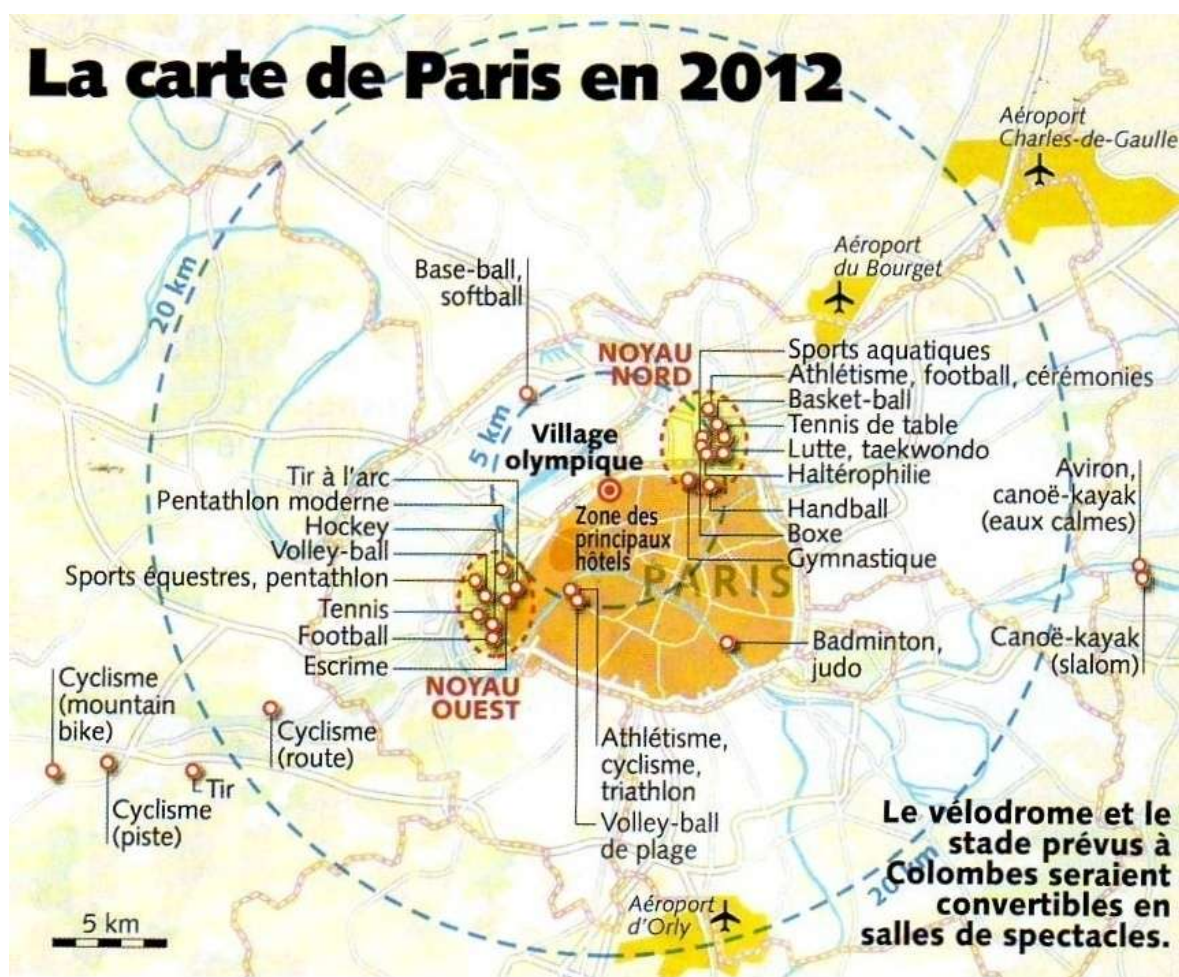 La carte de Paris en 2012
Aéroport
Charles-de-Gaulle
Aéroport
du Bourget
20 km
Base-ball,
softball
NOYAU
NORD
5 km
Village
olympique
Zone des
principaux
hôtels
PARIS
Sports aquatiques
Athlétisme, football, cérémonies
Basket-ball
Tennis de table
Lutte, taekwondo
Haltérophilie
Handball
Boxe
Gymnastique
Aviron,
canoë-kayak
(eaux calmes)
Canoë-kayak
(slalom)
Tir à l'arc
Pentathlon moderne
Hockey
Volley-ball
Sports équestres, pentathlon
Tennis
Football
Escrime
NOYAU
OUEST
Badminton,
judo
Cyclisme
(mountain
bike)
Cyclisme
(route)
Tir
Cyclisme
(piste)
Athlétisme,
cyclisme,
triathlon
Volley-ball
de plage
Aéroport
d'Orly
20 km
5 km
Le vélodrome et le
stade prévus à
Colombes seraient
convertibles en
salles de spectacles.